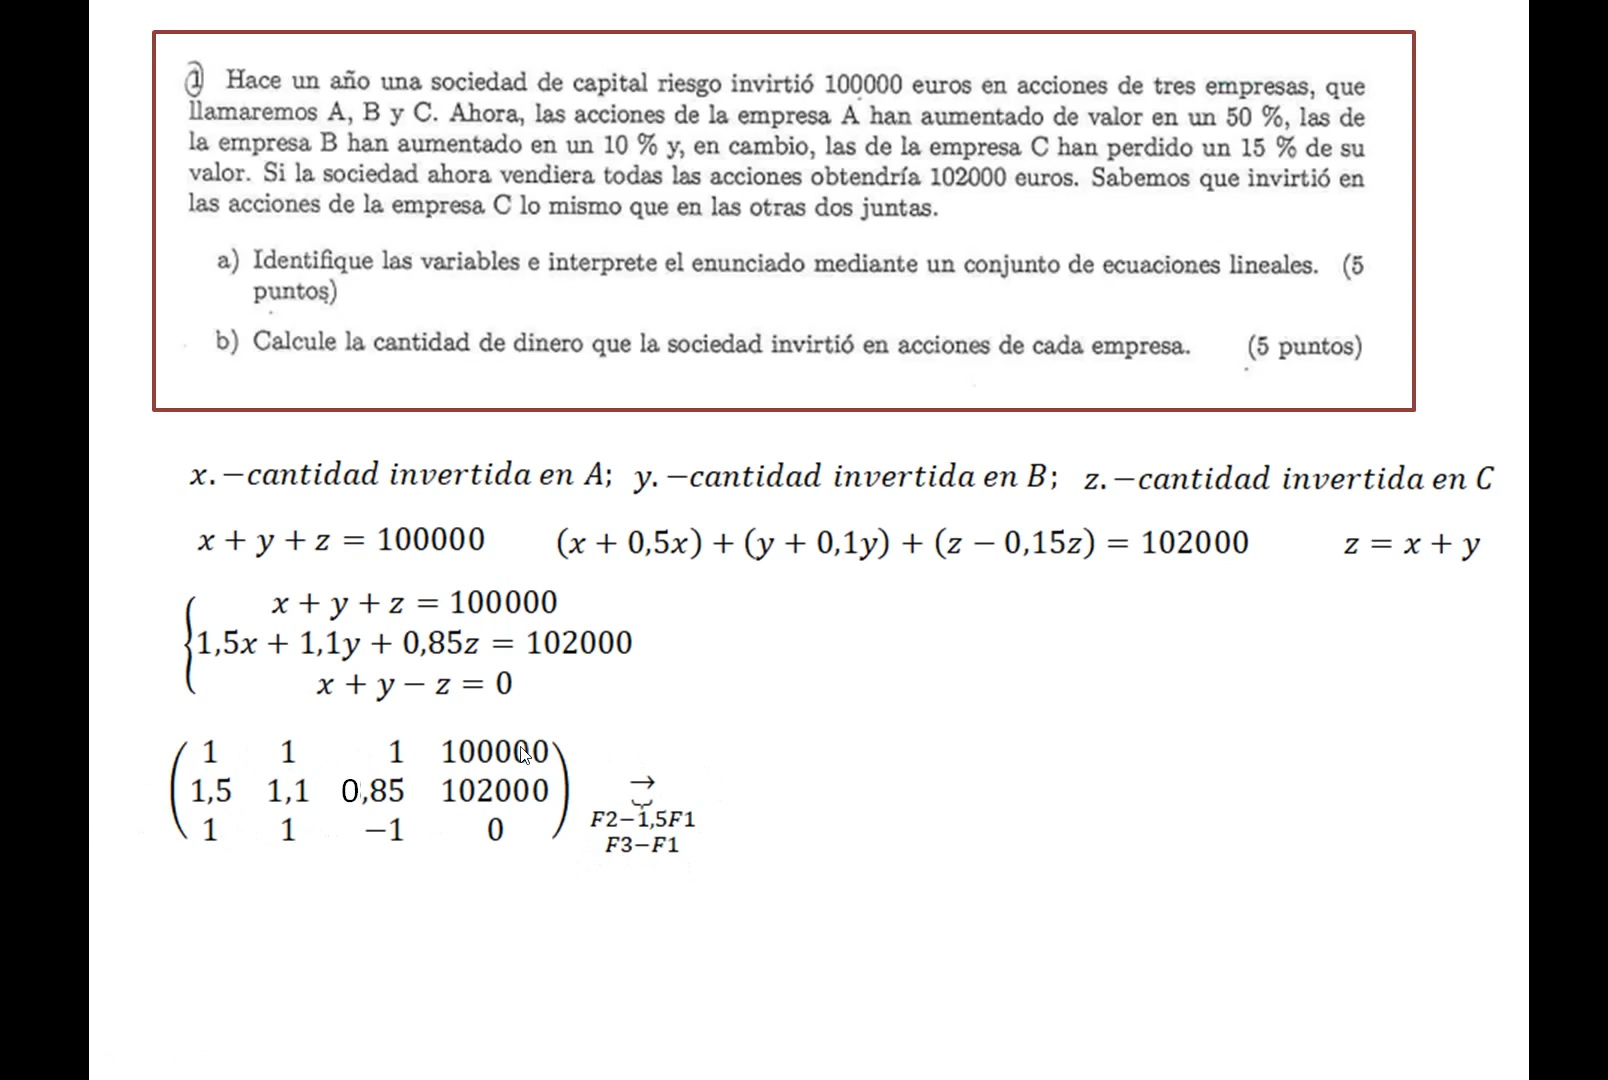 1 Hace un año una sociedad de capital riesgo invirtió 100000 euros en acciones de tres empresas, que
llamaremos A, B y C. Ahora, las acciones de la empresa A han aumentado de valor en un 50 %, las de
la empresa B han aumentado en un 10 % y, en cambio, las de la empresa C han perdido un 15 % de su
valor. Si la sociedad ahora vendiera todas las acciones obtendría 102000 euros. Sabemos que invirtió en
las acciones de la empresa C lo mismo que en las otras dos juntas.
a) Identifique las variables e interprete el enunciado mediante un conjunto de ecuaciones lineales. (5
puntos)
b) Calcule la cantidad de dinero que la sociedad invirtió en acciones de cada empresa. (5 puntos)
x.−cantidad invertida en A; y.−cantidad invertida en B; z.−cantidad invertida en C
x + y + z = 100000 (x + 0,5x) + (y + 0,1y) + (z − 0,15z) = 102000 z = x + y
x + y + z = 100000
1,5x + 1,1y + 0,85z = 102000
x + y − z = 0
1 1 1 100000
1,5 1,1 0,85 102000 →
1 1 −1 0
F2−1,5F1
F3−F1